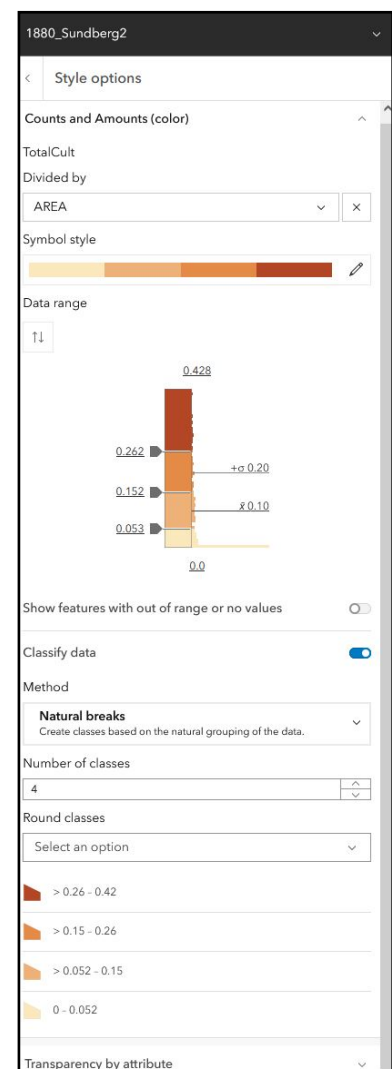 1880_Sundberg2
Style options
Counts and Amounts (color)
TotalCult
Divided by
AREA
Symbol style
Data range
0.428
0.262
+σ 0.20
0.152
x̄ 0.10
0.053
0.0
Show features with out of range or no values
Classify data
Method
Natural breaks
Create classes based on the natural grouping of the data.
Number of classes
4
Round classes
Select an option
> 0.26 – 0.42
> 0.15 – 0.26
> 0.052 – 0.15
0 – 0.052
Transparency by attribute